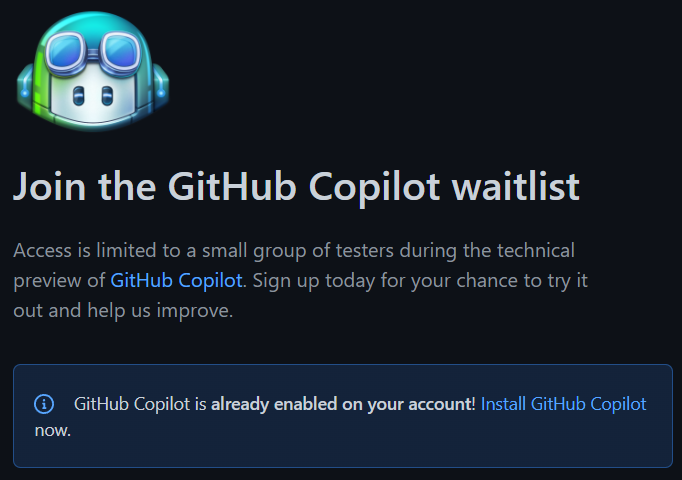 Join the GitHub Copilot waitlist
Access is limited to a small group of testers during the technical
preview of GitHub Copilot. Sign up today for your chance to try it
out and help us improve.
GitHub Copilot is already enabled on your account! Install GitHub Copilot
now.